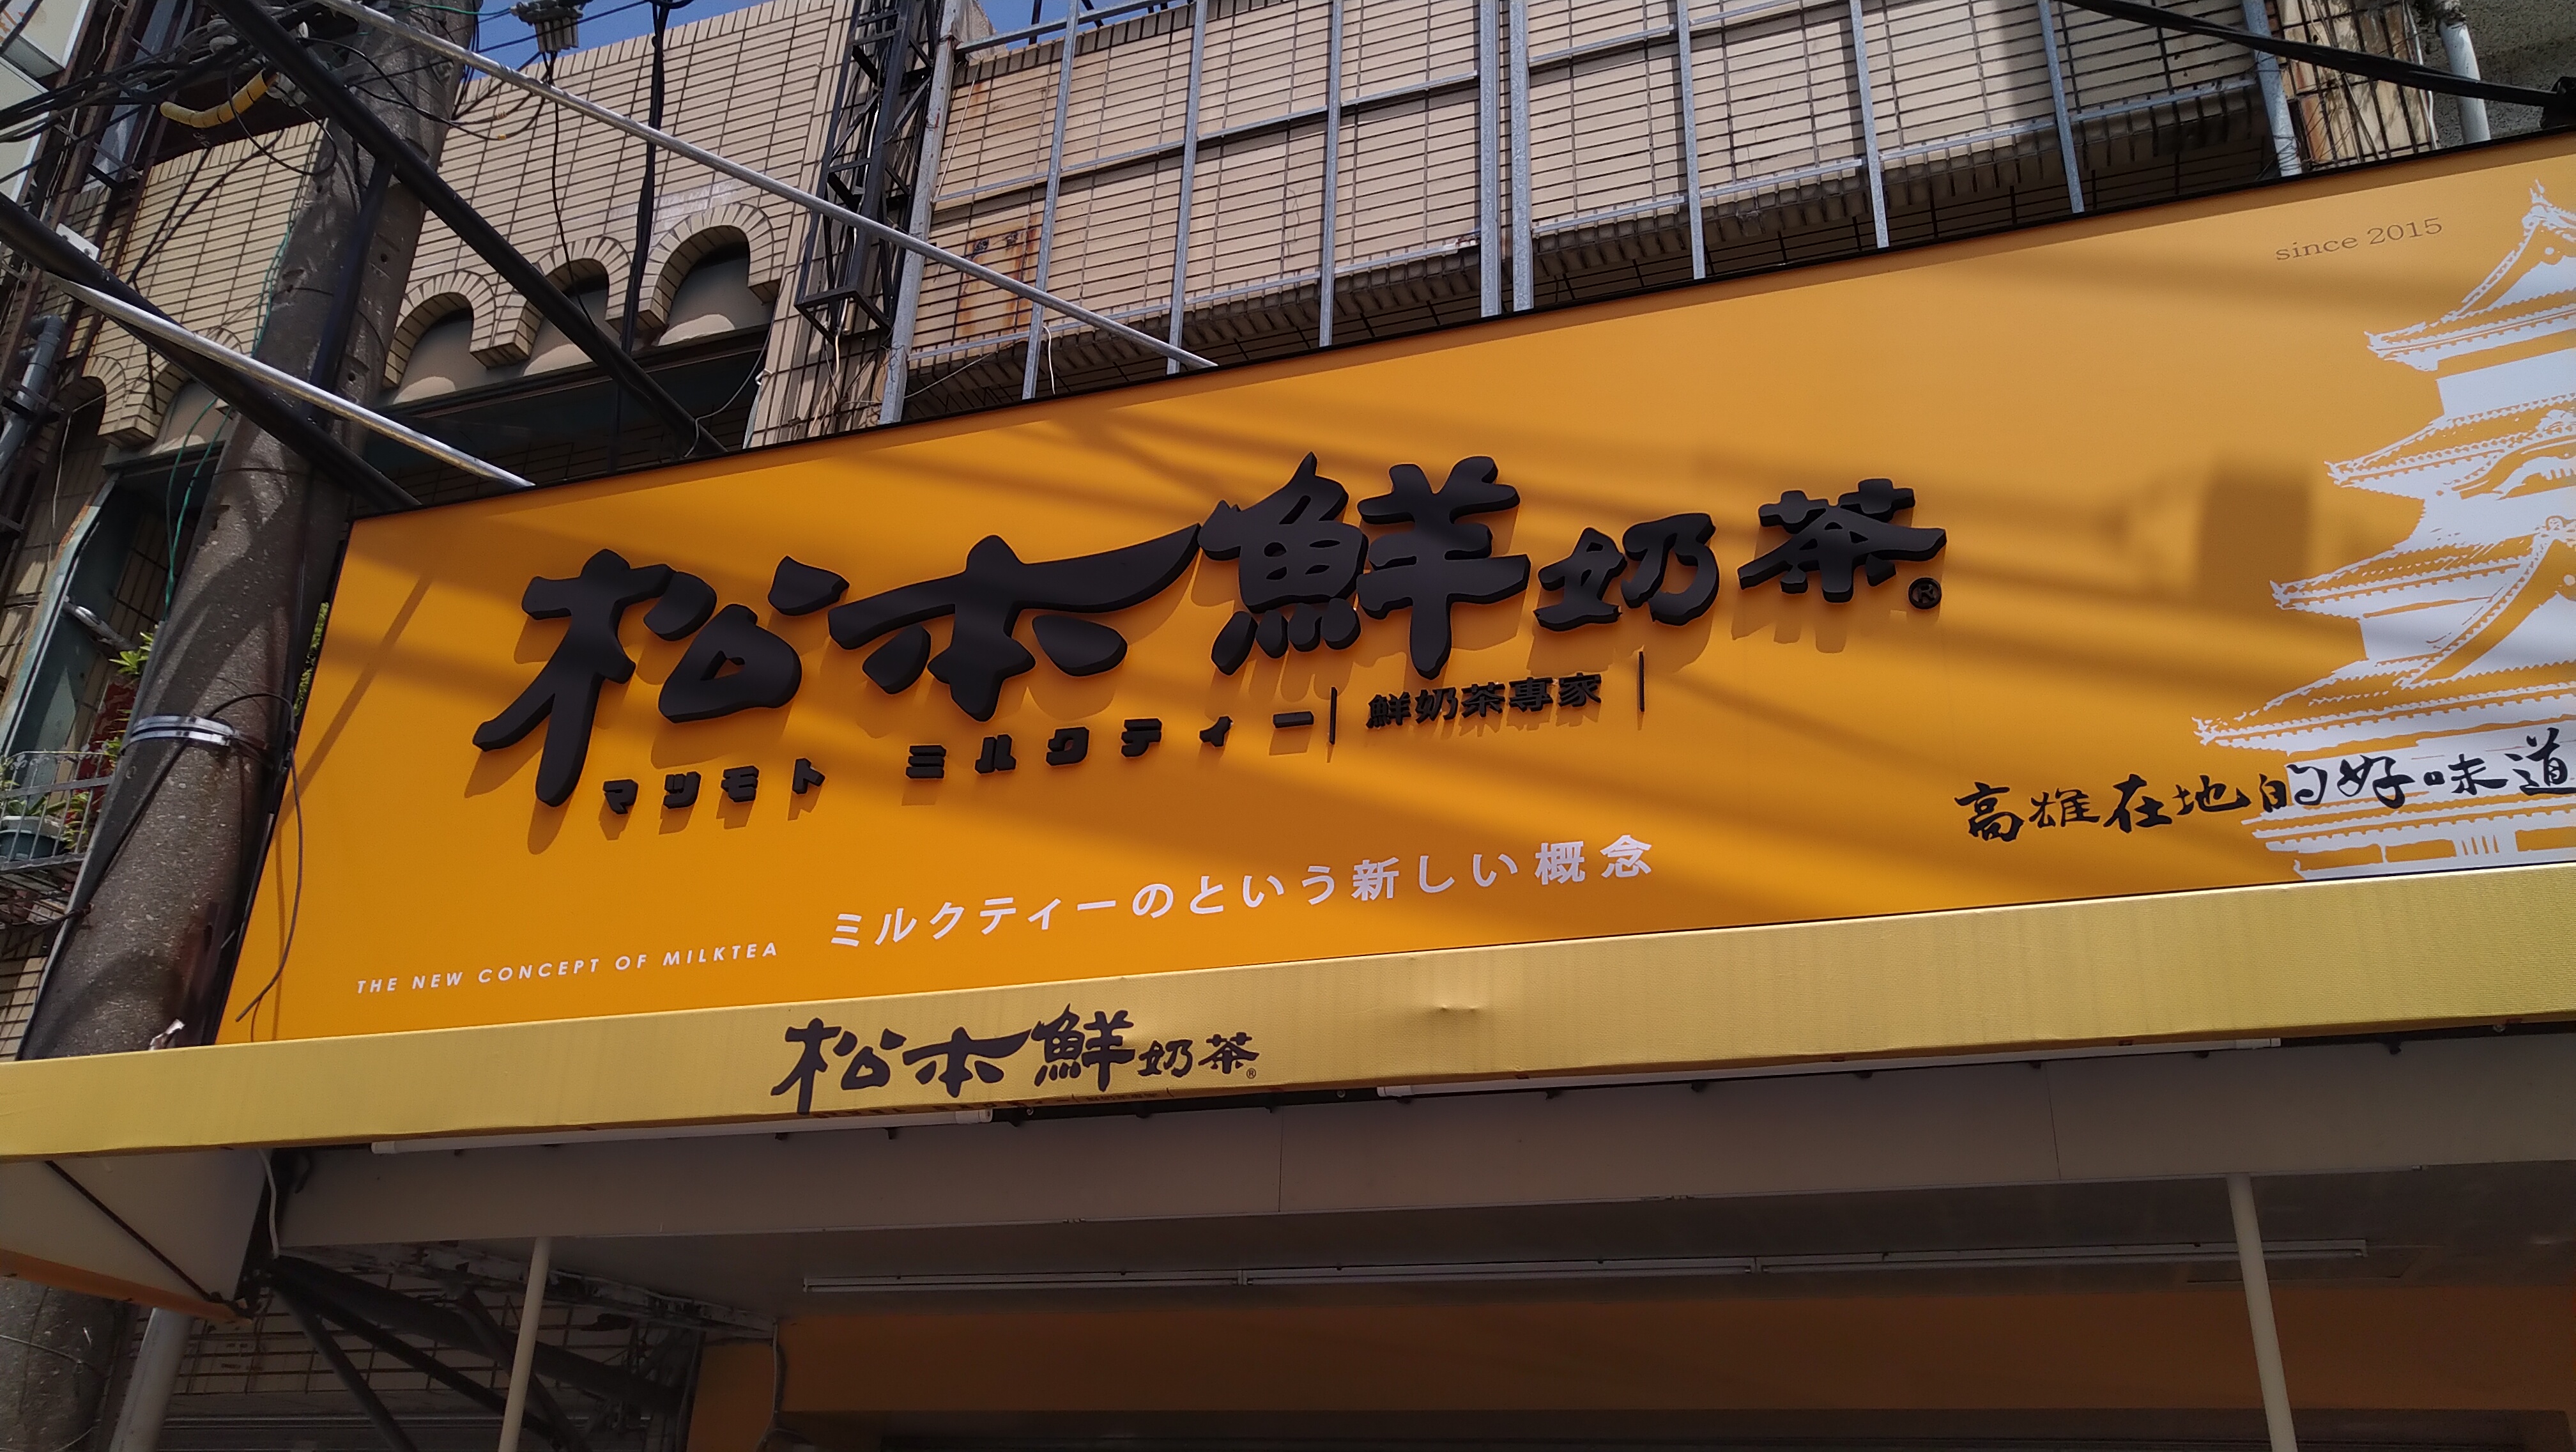 since 2015
松本鮮奶茶®
マツモト ミルクティー|鮮奶茶專家|
高雄在地的好味道
THE NEW CONCEPT OF MILKTEA ミルクティーのという新しい概念
松本鮮奶茶®